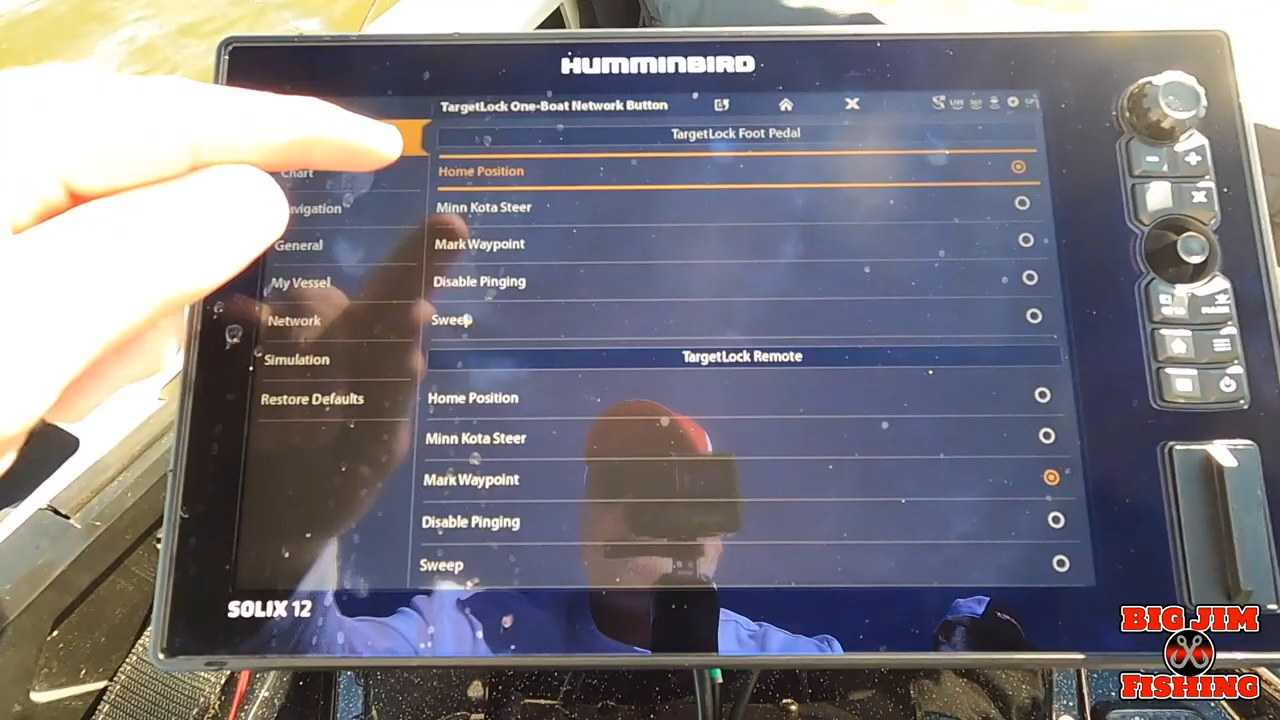 HUMMINBIRD
TargetLock One-Boat Network Button
TargetLock Foot Pedal
Home Position
Chart
Minn Kota Steer
Navigation
Mark Waypoint
General
Disable Pinging
My Vessel
Sweep
Network
TargetLock Remote
Simulation
Home Position
Restore Defaults
Minn Kota Steer
Mark Waypoint
Disable Pinging
Sweep
SOLIX 12
BIG JIM
FISHING